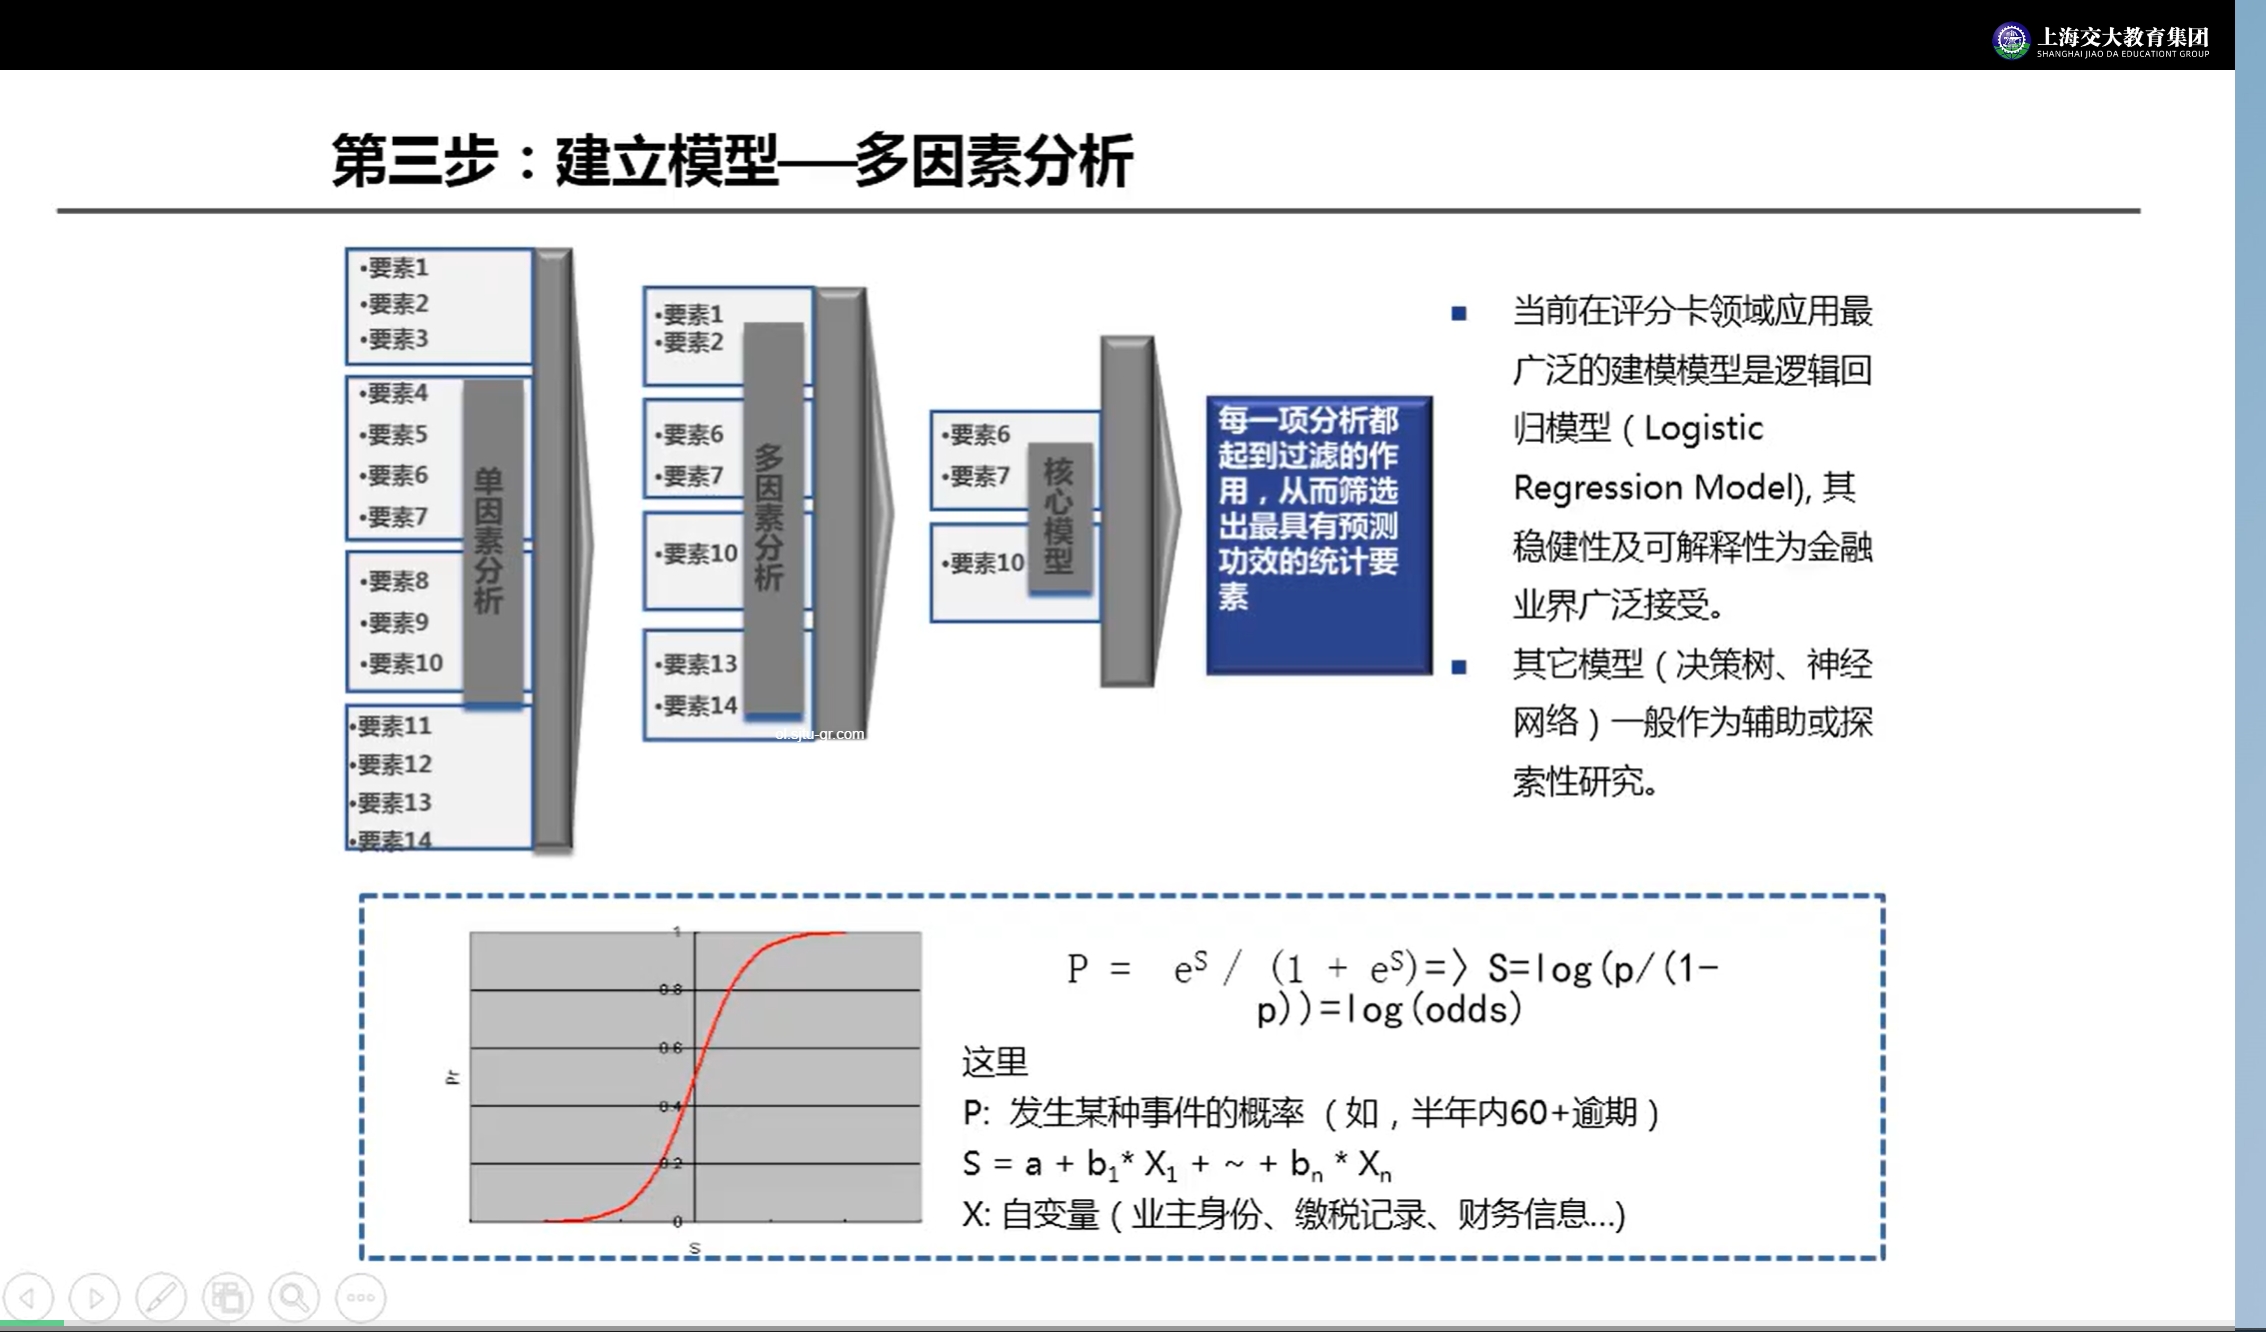 上海交大教育集团
SHANGHAI JIAO DA EDUCATIONT GROUP
第三步：建立模型——多因素分析
•要素1
•要素2
•要素3
•要素4
•要素5
•要素6
•要素7
•要素8
•要素9
•要素10
•要素11
•要素12
•要素13
•要素14
单因素分析
•要素1
•要素2
•要素6
•要素7
•要素10
•要素13
•要素14
多因素分析
ol.sjtu-qr.com
•要素6
•要素7
•要素10
核心模型
每一项分析都
起到过滤的作
用，从而筛选
出最具有预测
功效的统计要
素
当前在评分卡领域应用最
广泛的建模模型是逻辑回
归模型（Logistic
Regression Model), 其
稳健性及可解释性为金融
业界广泛接受。
其它模型（决策树、神经
网络）一般作为辅助或探
索性研究。
1
0.8
0.6
0.4
0.2
0
Pr
S
P = e^S / (1 + e^S)=〉S=log(p/(1-
p))=log(odds)
这里
P: 发生某种事件的概率（如，半年内60+逾期）
S = a + b₁* X₁ + ~ + bₙ * Xₙ
X: 自变量（业主身份、缴税记录、财务信息...)